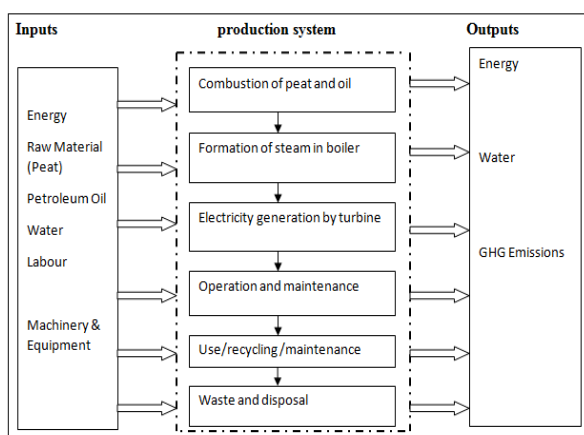 Inputs
production system
Outputs
Energy
Raw Material
(Peat)
Petroleum Oil
Water
Labour
Machinery &
Equipment
Combustion of peat and oil
Formation of steam in boiler
Electricity generation by turbine
Operation and maintenance
Use/recycling/maintenance
Waste and disposal
Energy
Water
GHG Emissions